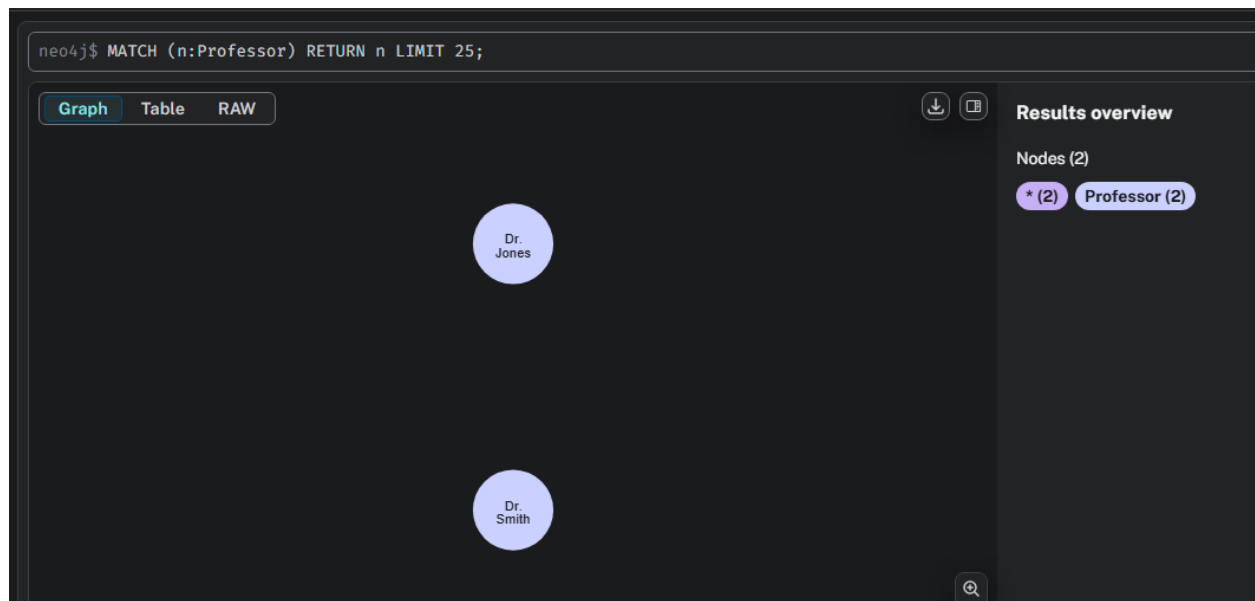 neo4j$ MATCH (n:Professor) RETURN n LIMIT 25;
Graph Table RAW
Results overview
Nodes (2)
* (2) Professor (2)
Dr.
Jones
Dr.
Smith